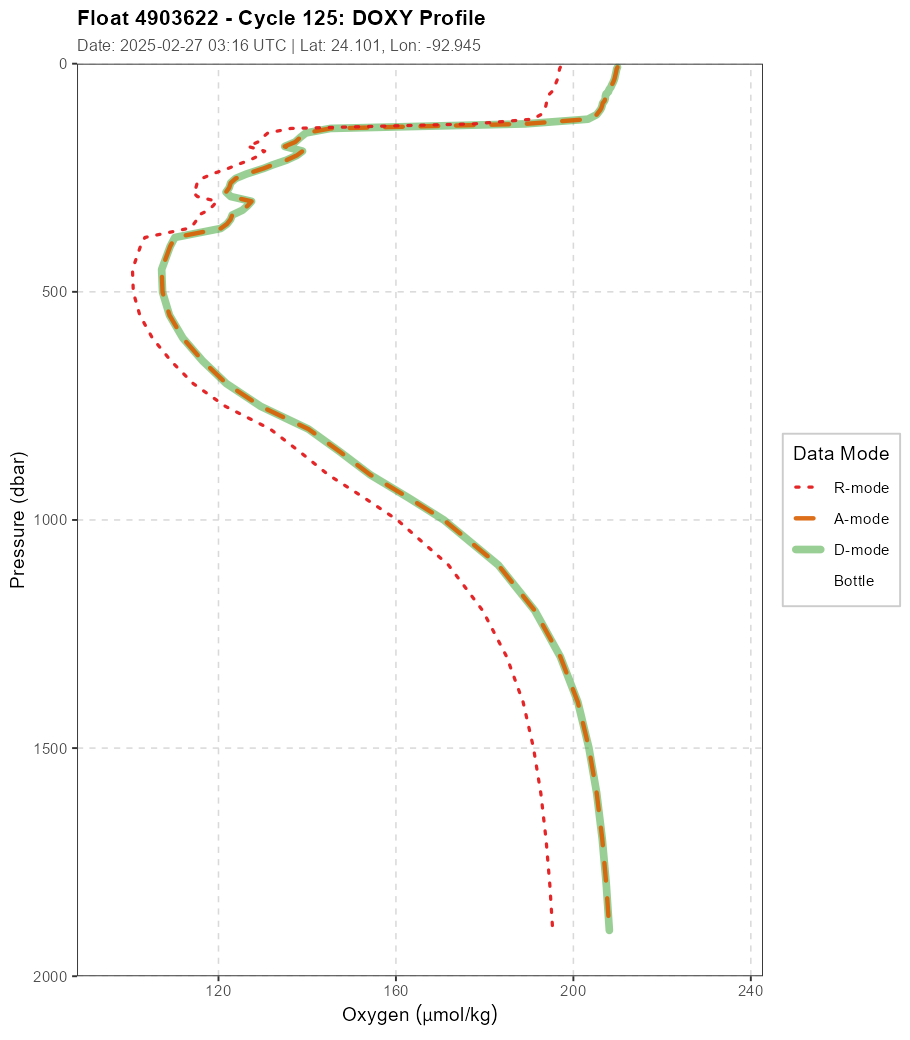 Float 4903622 - Cycle 125: DOXY Profile
Date: 2025-02-27 03:16 UTC | Lat: 24.101, Lon: -92.945
0
500
1000
1500
2000
Pressure (dbar)
120
160
200
240
Oxygen (μmol/kg)
Data Mode
R-mode
A-mode
D-mode
Bottle